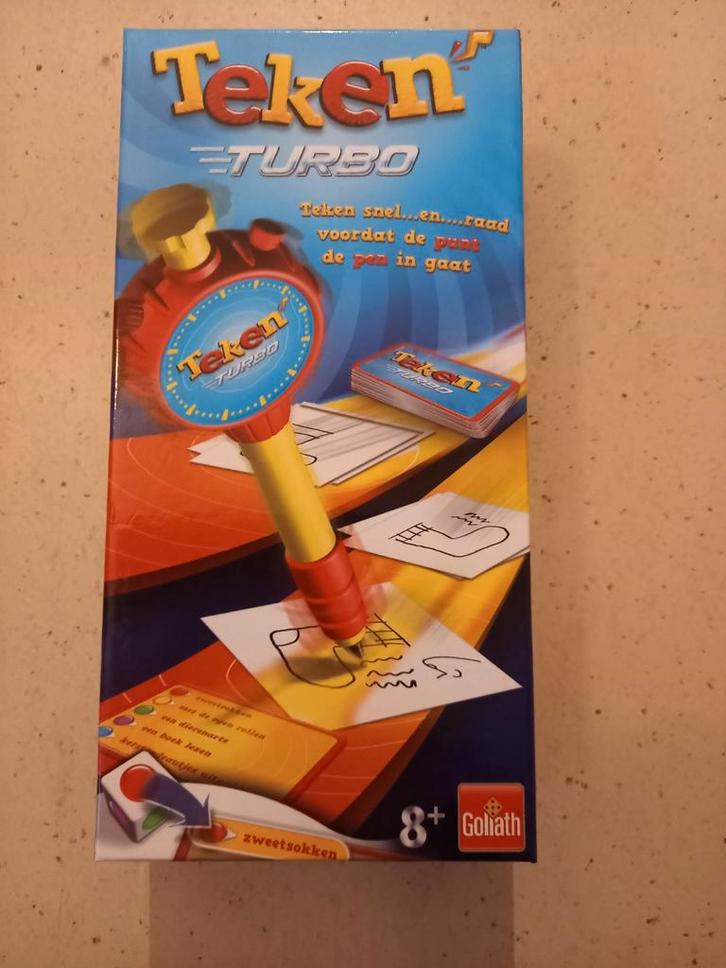 Teken
TURBO
Teken snel...en....raad
voordat de punt
de pen in gaat
Teken
TURBO
Teken
TURBO
zweetsokken
met de ogen rollen
een dierenarts
een boek lezen
8+
Goliath
zweetsokken